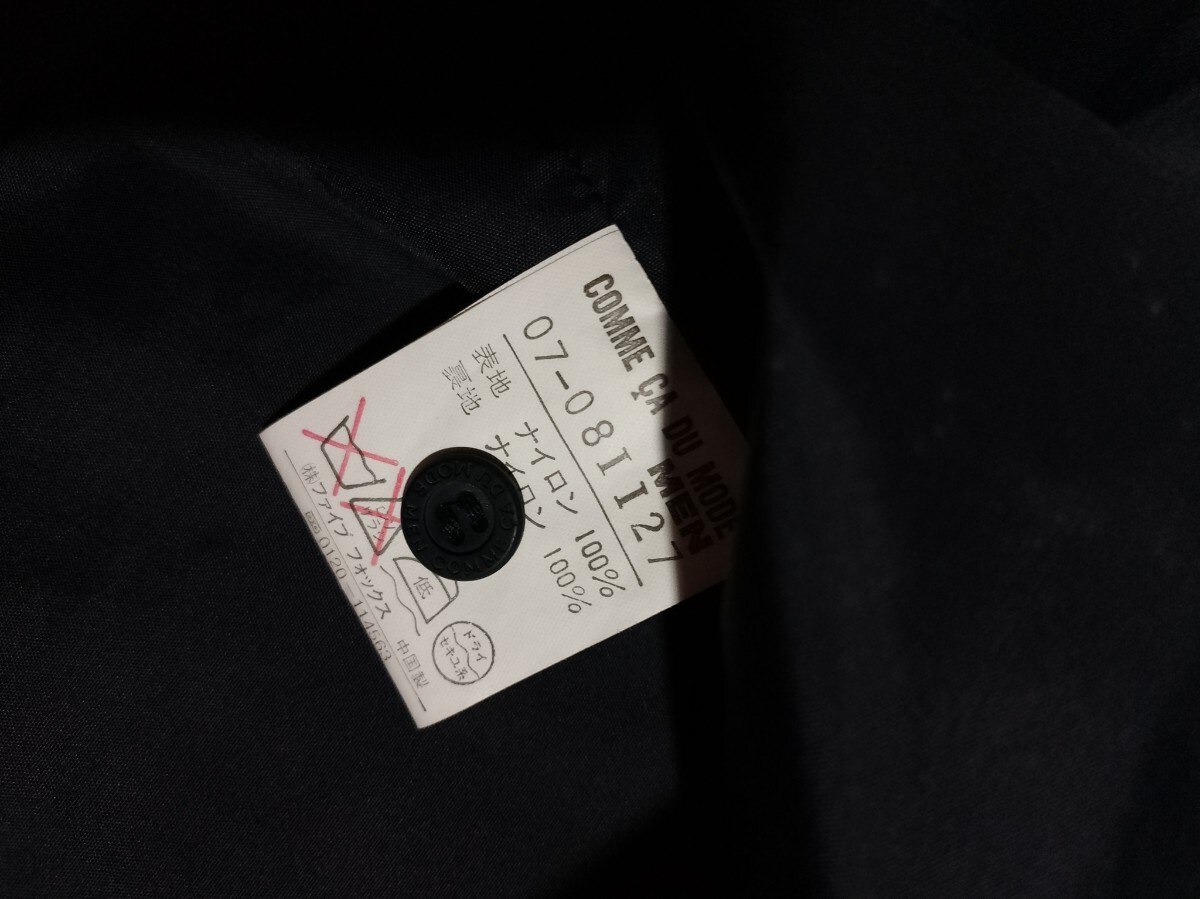 COMME ÇA DU MODE
MEN
07-08II27
表地 ナイロン 100%
裏地 ナイロン 100%
低
ドライ
セキユ系
㈱ファイブ フォックス 中国製
0120-114563